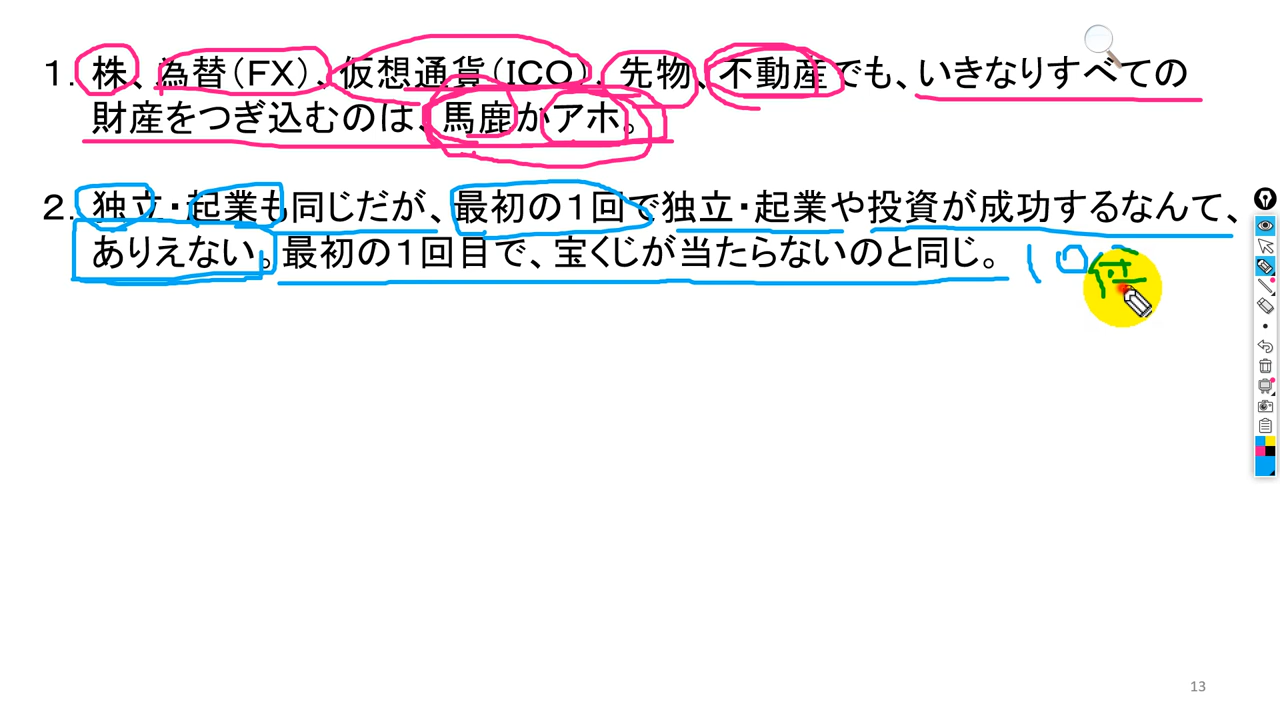 １．株、為替（FX）、仮想通貨（ICO）、先物、不動産でも、いきなりすべての
財産をつぎ込むのは、馬鹿かアホ。
２．独立・起業も同じだが、最初の１回で独立・起業や投資が成功するなんて、
ありえない。最初の１回目で、宝くじが当たらないのと同じ。 10
13